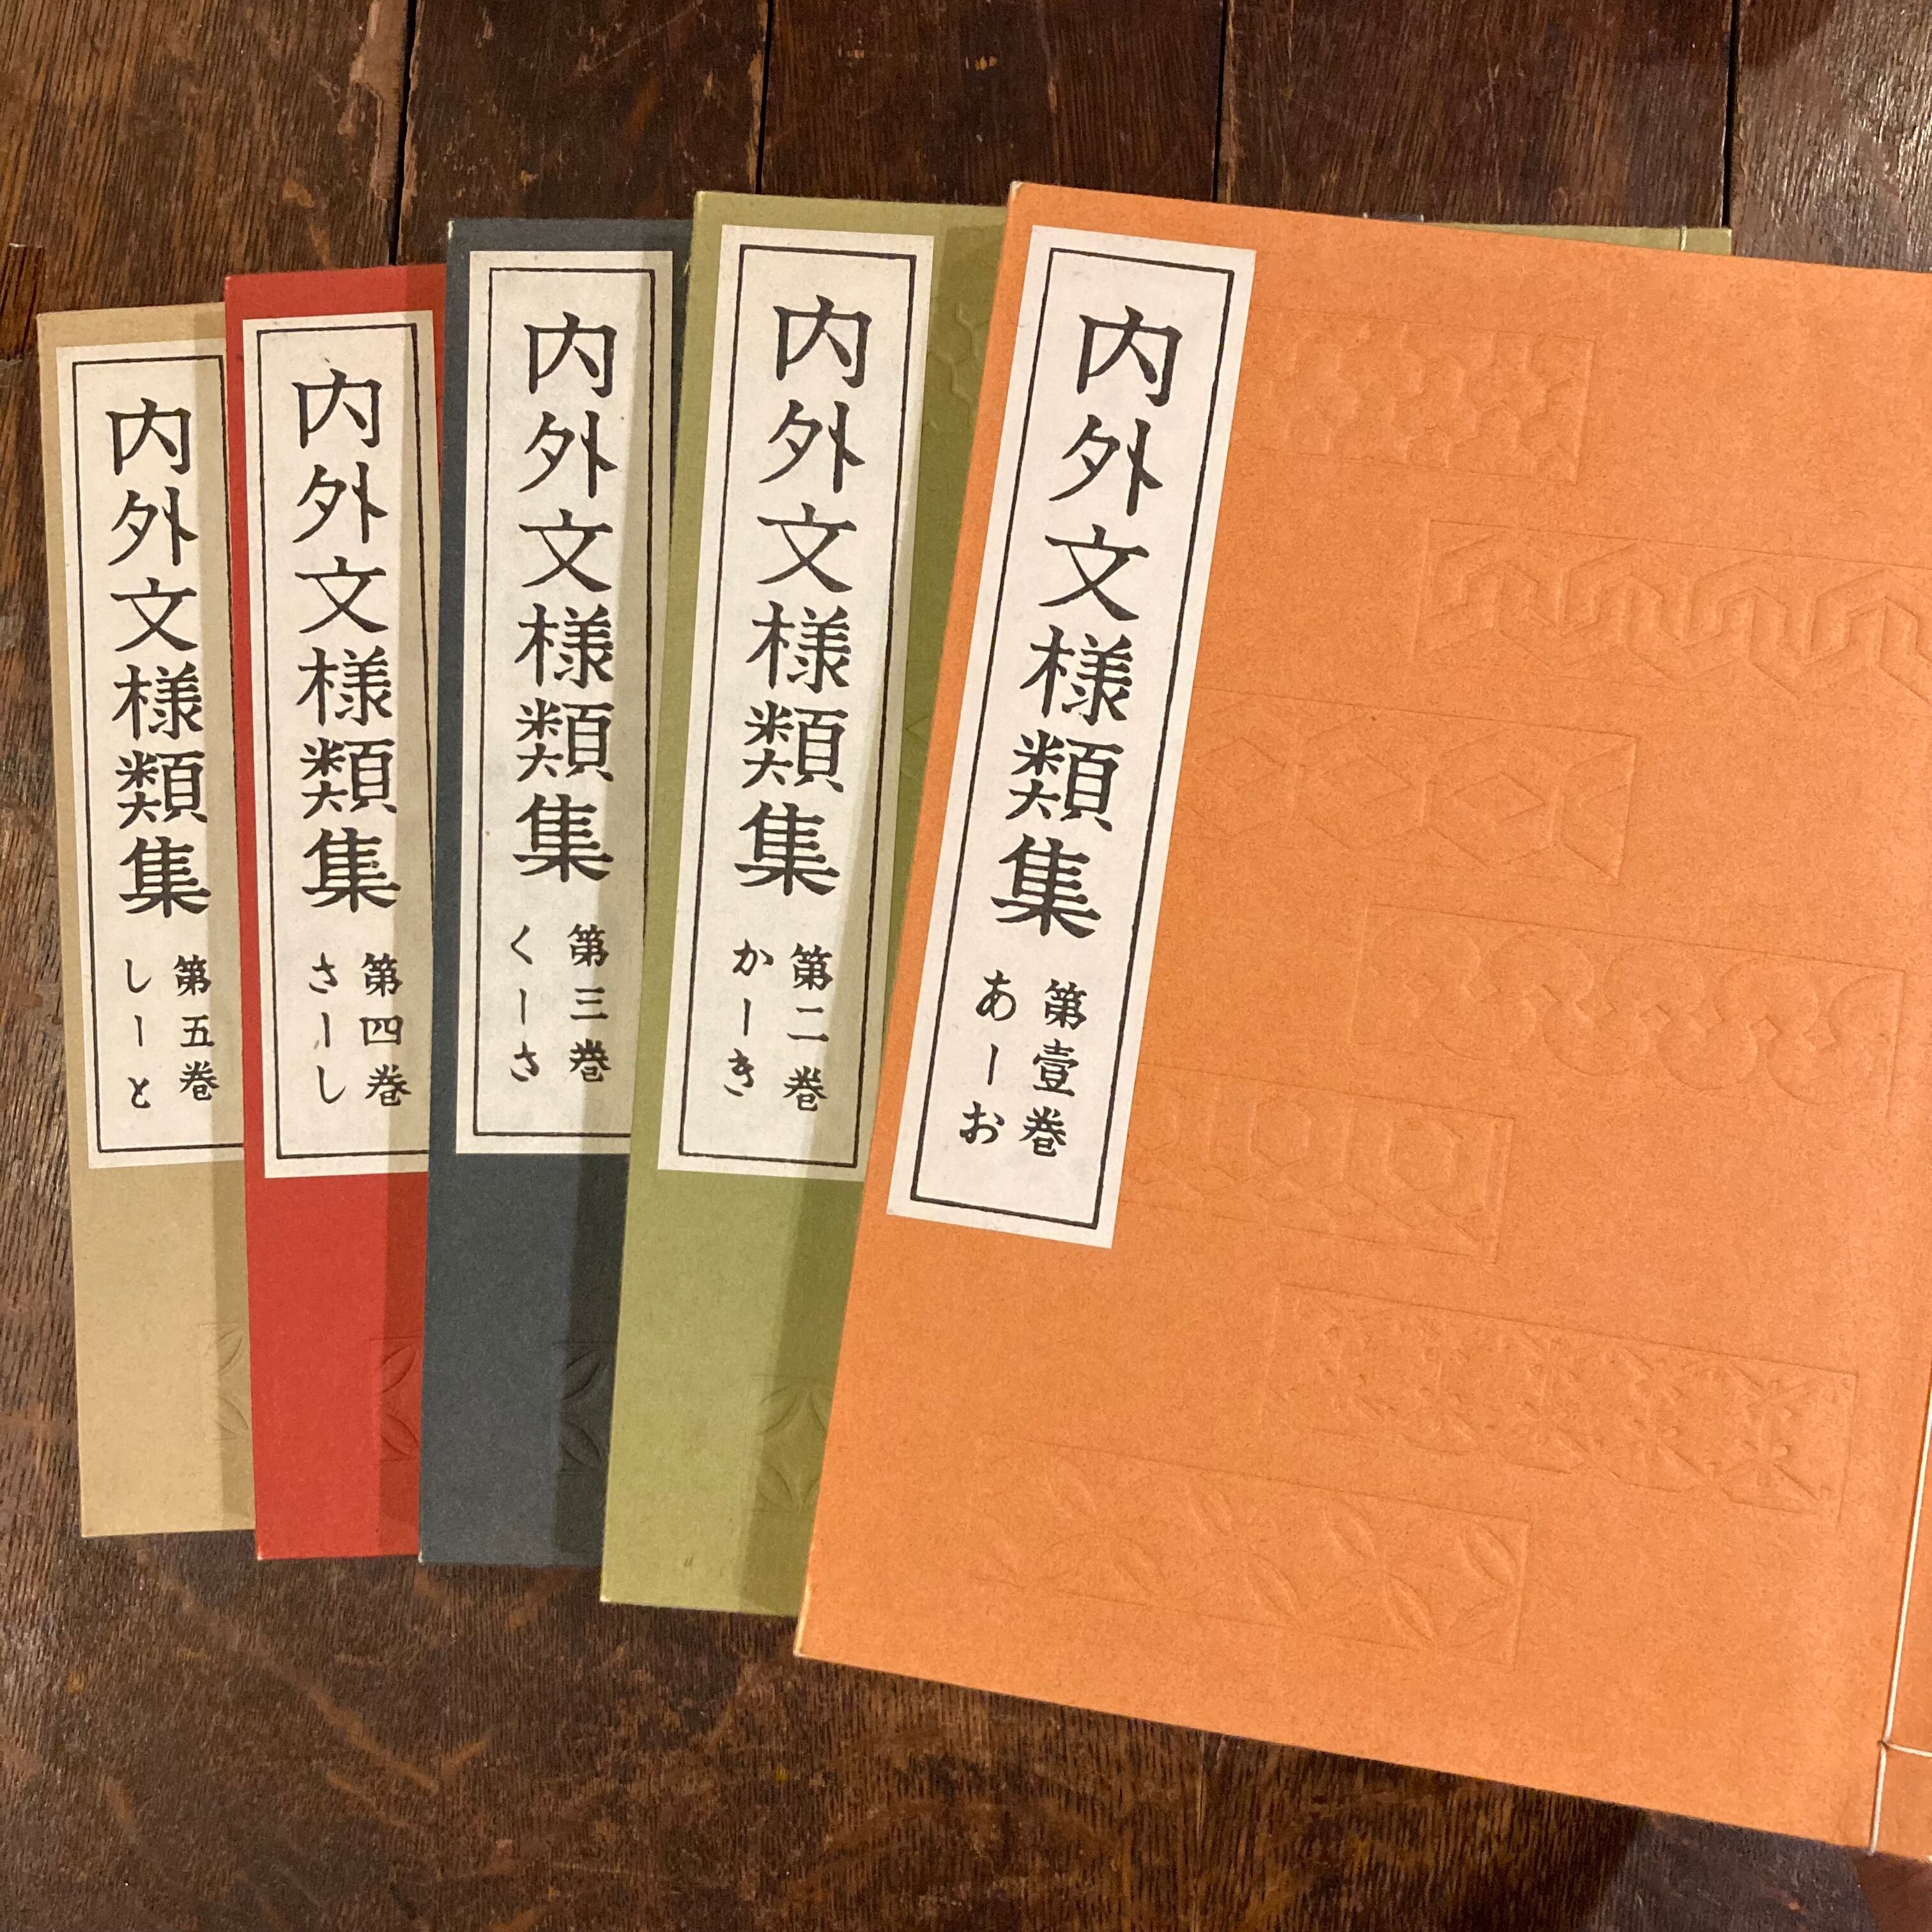 内外文様類集
第壹巻
あーお
内外文様類集
第二巻
かーき
内外文様類集
第三巻
くーさ
内外文様類集
第四巻
さーし
内外文様類集
第五巻
しーと